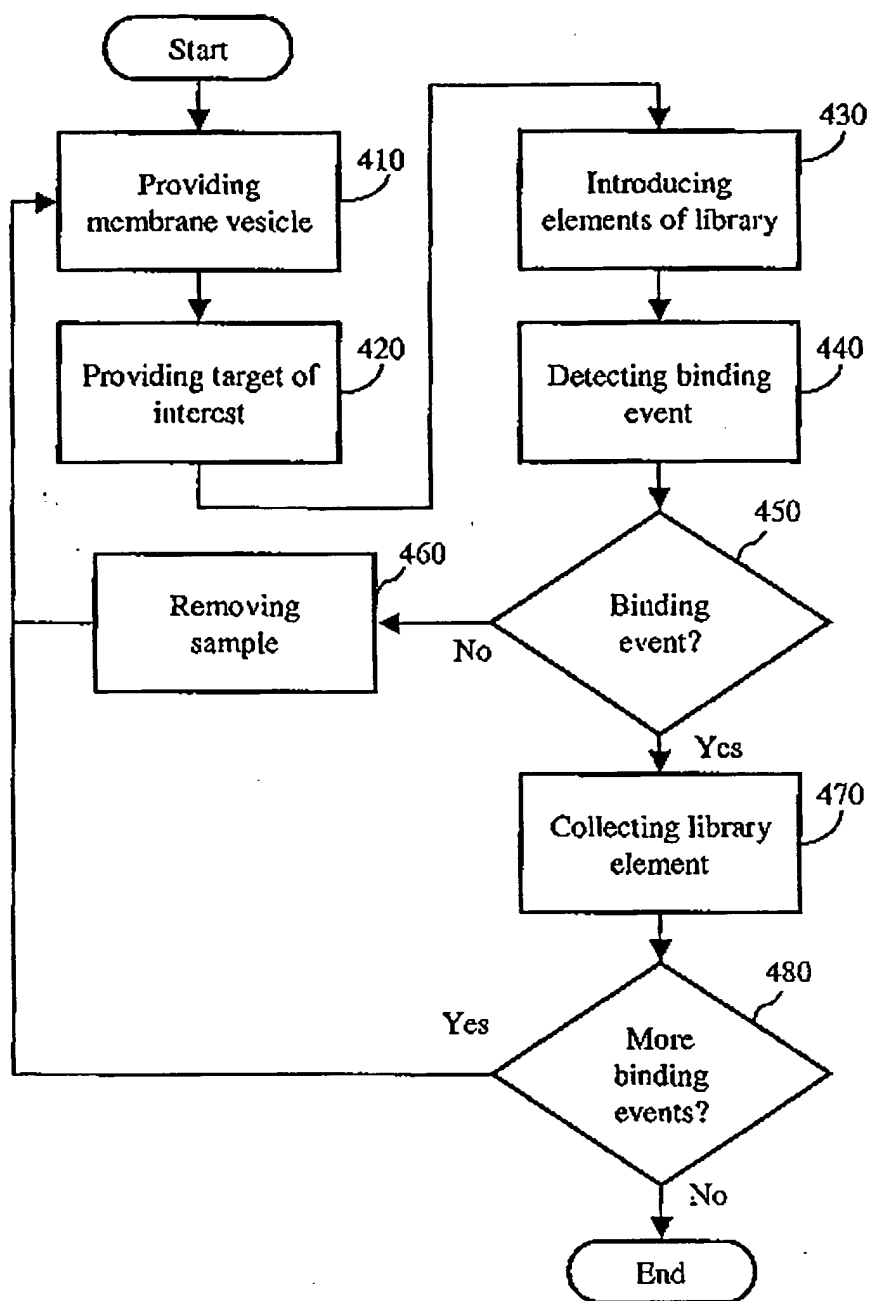 Start
410
Providing
membrane vesicle
420
Providing target of
interest
430
Introducing
elements of library
440
Detecting binding
event
450
Binding
event?
No
460
Removing
sample
Yes
470
Collecting library
element
480
More
binding
events?
Yes
No
End